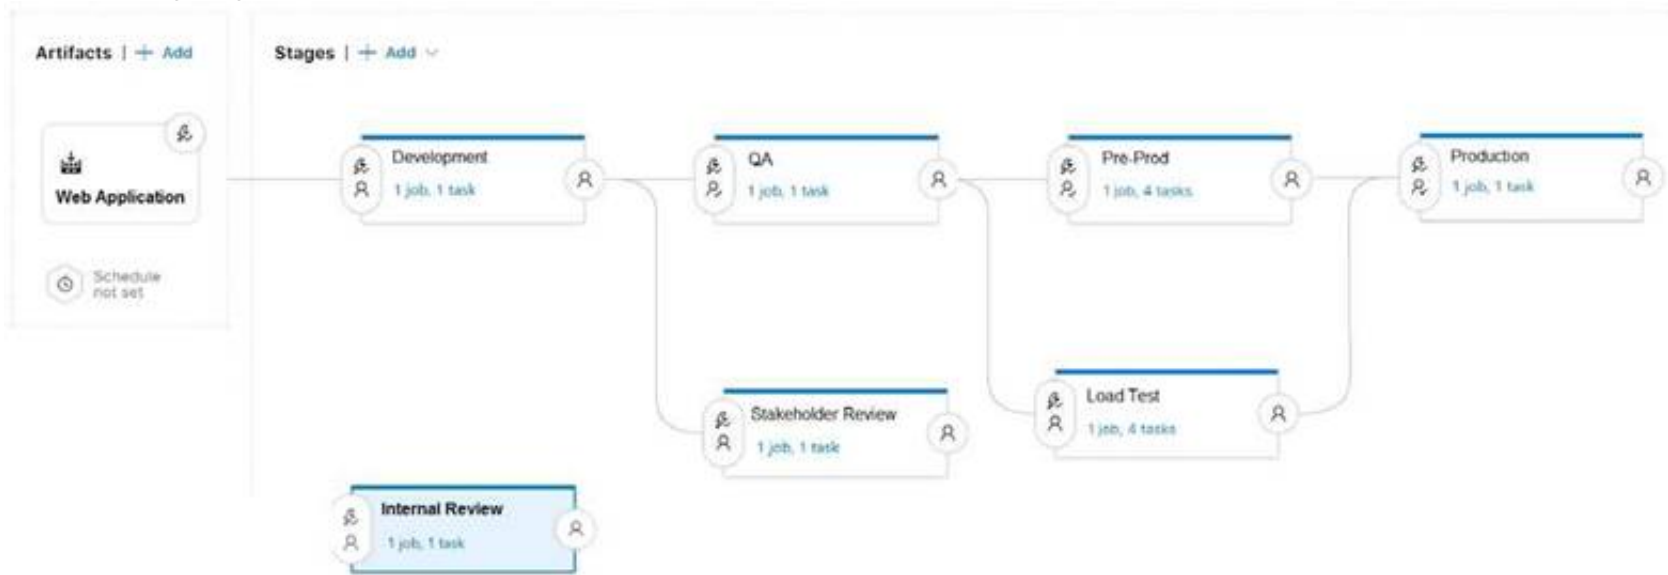 Artifacts | + Add
Stages | + Add
Web Application
Schedule
not set
Development
1 job, 1 task
QA
1 job, 1 task
Pre-Prod
1 job, 4 tasks
Production
1 job, 1 task
Stakeholder Review
1 job, 1 task
Load Test
1 job, 4 tasks
Internal Review
1 job, 1 task